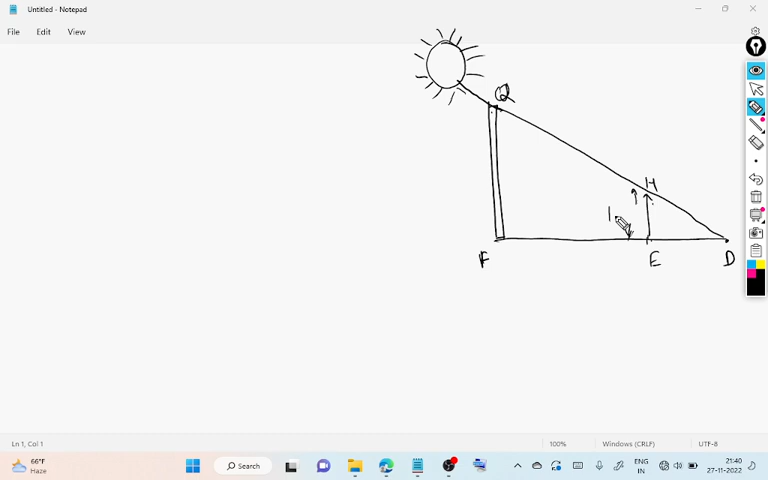 Untitled - Notepad
File Edit View
Q
H
1
F
E
D
Ln 1, Col 1
100%
Windows (CRLF)
UTF-8
66°F
Haze
Search
ENG
IN
21:40
27-11-2022